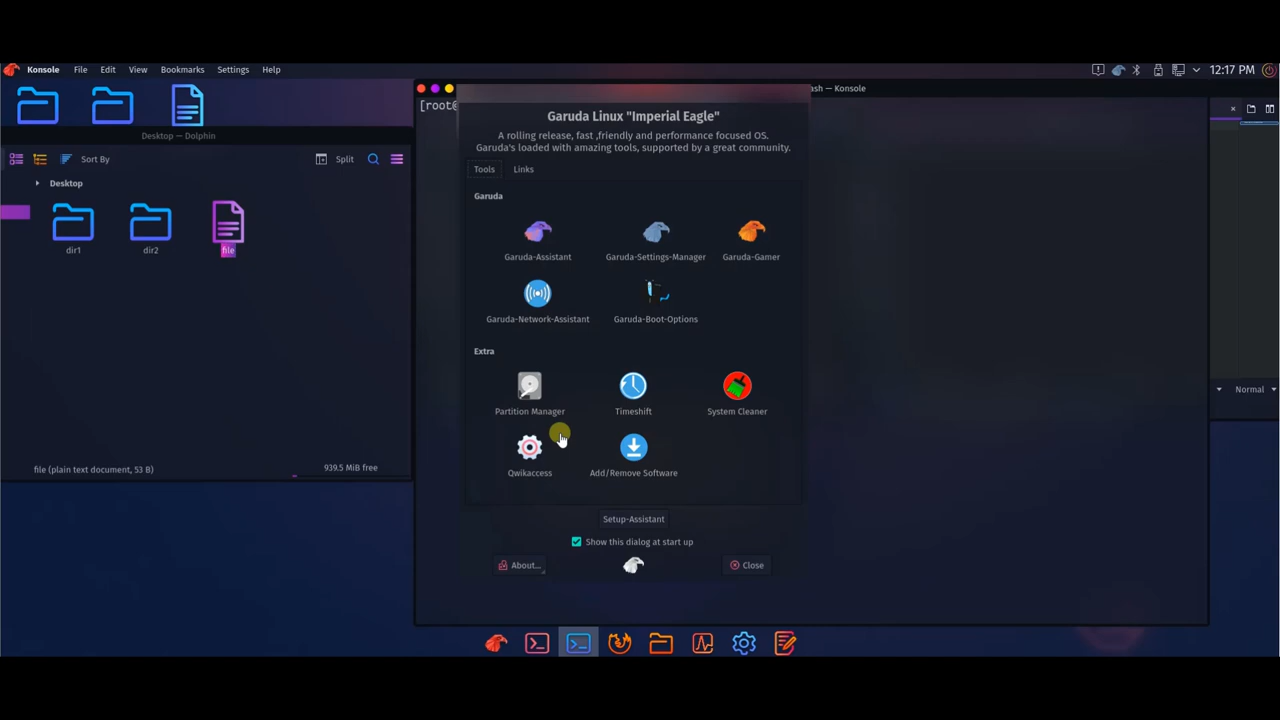 Konsole File Edit View Bookmarks Settings Help
12:17 PM
Desktop — Dolphin
Sort By
Split
Desktop
dir1
dir2
file
file (plain text document, 53 B)
939.5 MiB free
— Konsole
[root@
Garuda Linux "Imperial Eagle"
A rolling release, fast ,friendly and performance focused OS.
Garuda's loaded with amazing tools, supported by a great community.
Tools Links
Garuda
Garuda-Assistant Garuda-Settings-Manager Garuda-Gamer
Garuda-Network-Assistant Garuda-Boot-Options
Extra
Partition Manager Timeshift System Cleaner
Qwikaccess Add/Remove Software
Setup-Assistant
Show this dialog at start up
About... Close
Normal